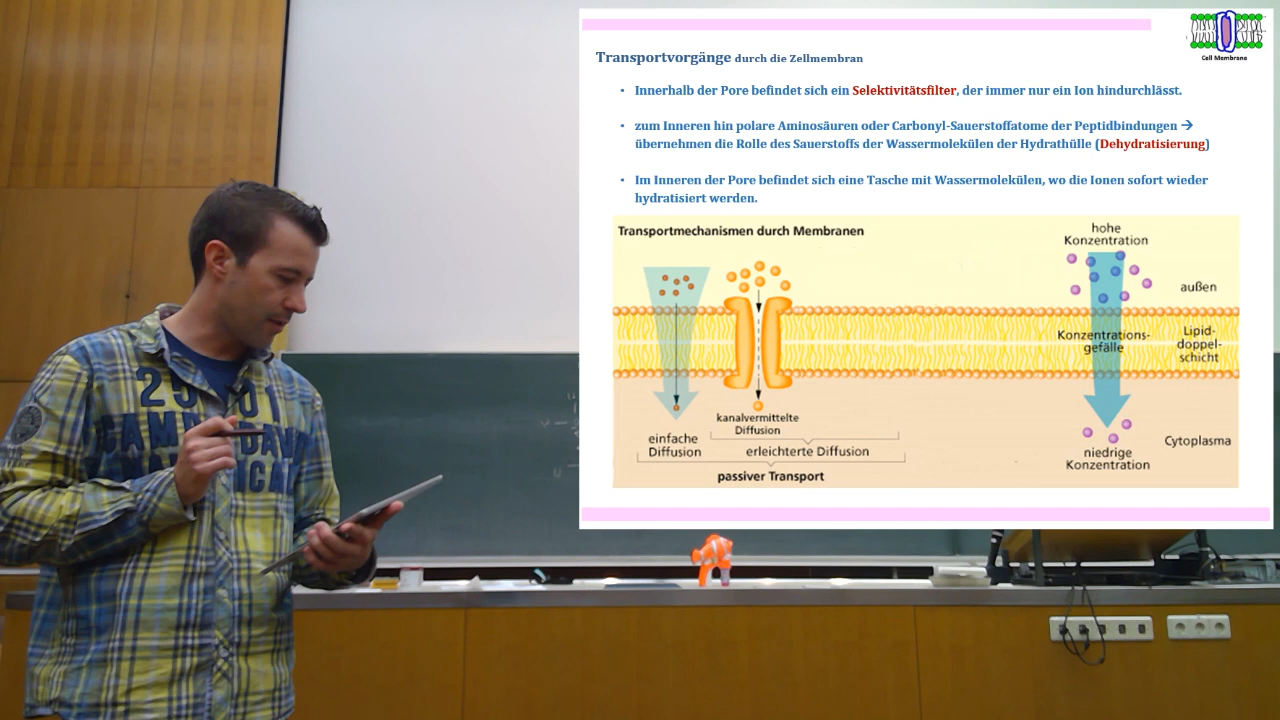 Cell Membrane
Transportvorgänge durch die Zellmembran
• Innerhalb der Pore befindet sich ein Selektivitätsfilter, der immer nur ein Ion hindurchlässt.
• zum Inneren hin polare Aminosäuren oder Carbonyl-Sauerstoffatome der Peptidbindungen →
übernehmen die Rolle des Sauerstoffs der Wassermolekülen der Hydrathülle (Dehydratisierung)
• Im Inneren der Pore befindet sich eine Tasche mit Wassermolekülen, wo die Ionen sofort wieder
hydratisiert werden.
Transportmechanismen durch Membranen
hohe
Konzentration
außen
Konzentrations-
gefälle
Lipid-
doppel-
schicht
kanalvermittelte
Diffusion
einfache
Diffusion
erleichterte Diffusion
passiver Transport
niedrige
Konzentration
Cytoplasma
25 01